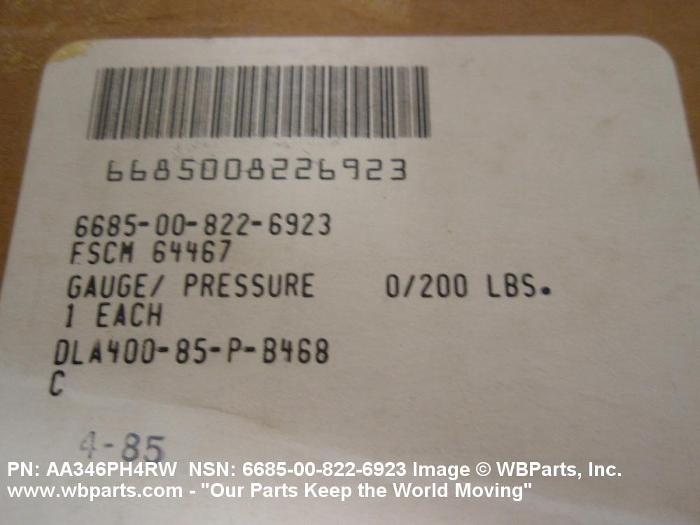 6685008226923
6685-00-822-6923
FSCM 64467
GAUGE/ PRESSURE 0/200 LBS.
1 EACH
DLA400-85-P-B468
C
4-85
PN: AA346PH4RW NSN: 6685-00-822-6923 Image © WBParts, Inc.
www.wbparts.com - "Our Parts Keep the World Moving"